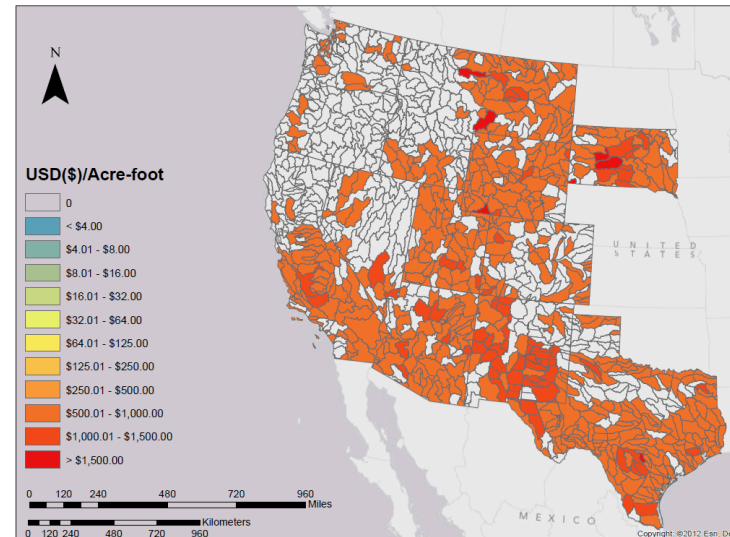 N
USD($)/Acre-foot
0
< $4.00
$4.01 - $8.00
$8.01 - $16.00
$16.01 - $32.00
$32.01 - $64.00
$64.01 - $125.00
$125.01 - $250.00
$250.01 - $500.00
$500.01 - $1,000.00
$1,000.01 - $1,500.00
> $1,500.00
0 120 240 480 720 960
Miles
Kilometers
0 120 240 480 720 960
UNITED
STATES
MEXICO
Copyright: ©2012 Esri, De